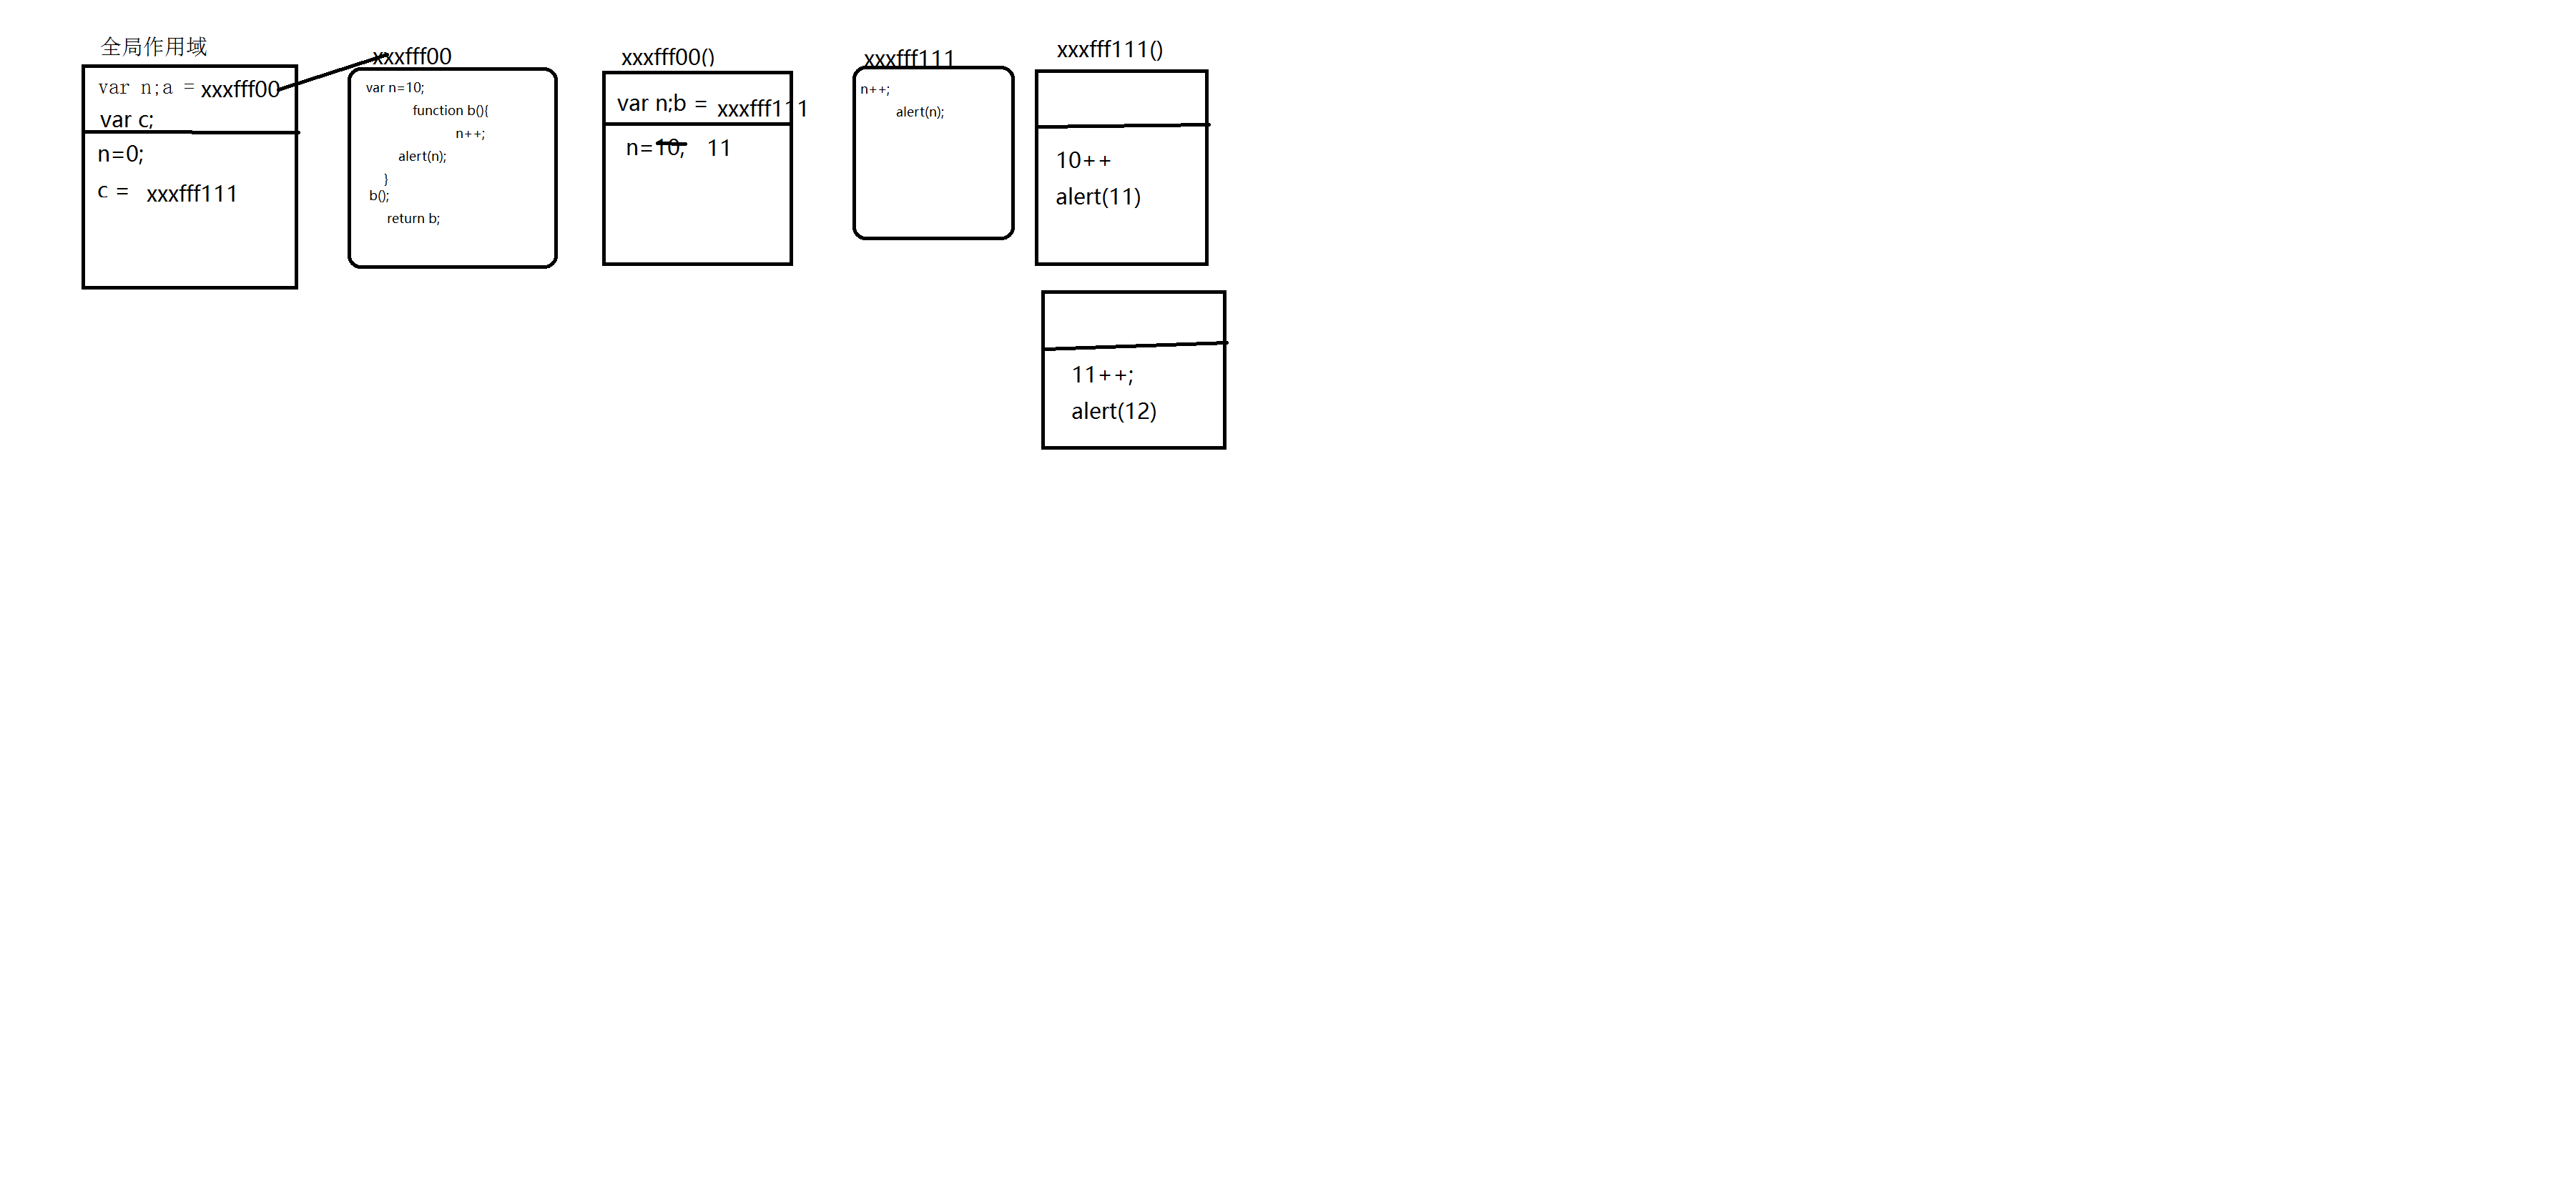 全局作用域
var n;a = xxxfff00
var c;
n=0;
c = xxxfff111
xxxfff00
var n=10;
function b(){
n++;
alert(n);
}
b();
return b;
xxxfff00()
var n;b = xxxfff111
n=10; 11
xxxfff111
n++;
alert(n);
xxxfff111()
10++
alert(11)
11++;
alert(12)